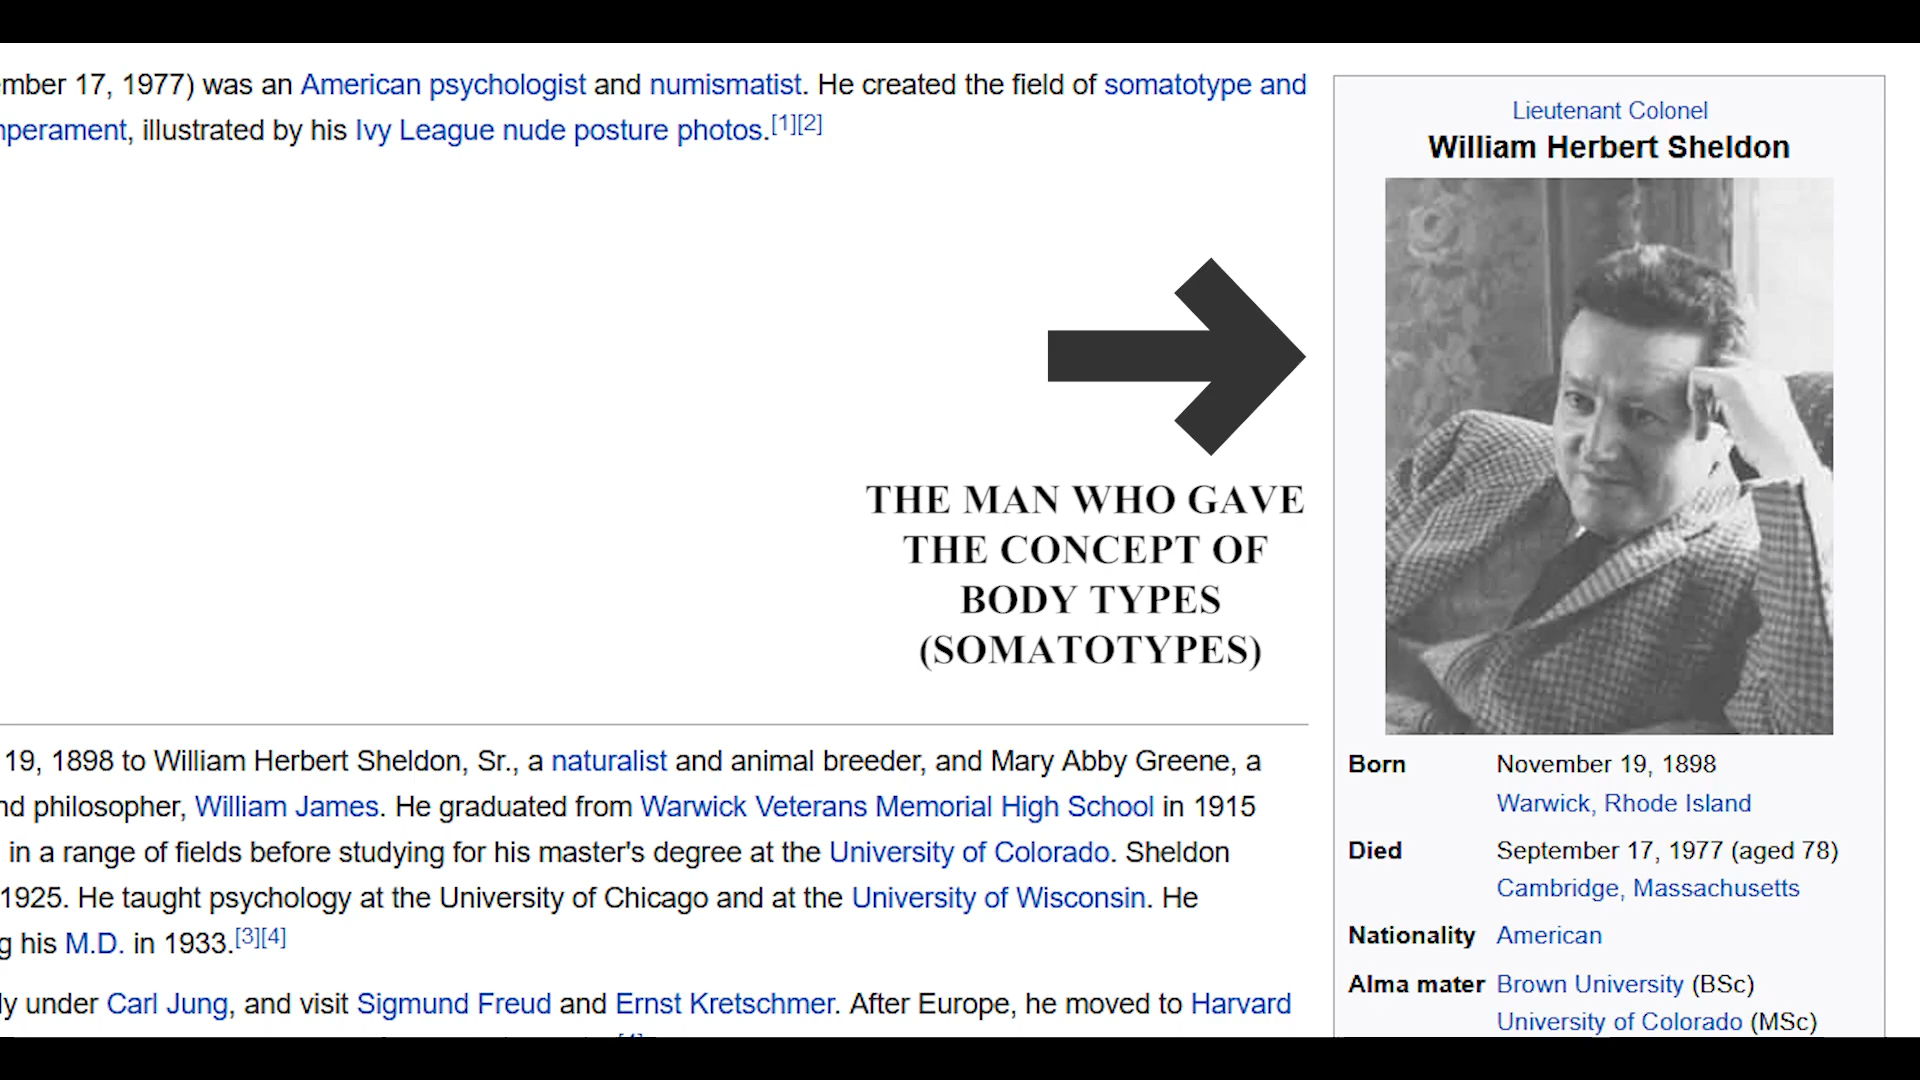 ember 17, 1977) was an American psychologist and numismatist. He created the field of somatotype and
nperament, illustrated by his Ivy League nude posture photos.[1][2]
THE MAN WHO GAVE
THE CONCEPT OF
BODY TYPES
(SOMATOTYPES)
19, 1898 to William Herbert Sheldon, Sr., a naturalist and animal breeder, and Mary Abby Greene, a
nd philosopher, William James. He graduated from Warwick Veterans Memorial High School in 1915
in a range of fields before studying for his master's degree at the University of Colorado. Sheldon
1925. He taught psychology at the University of Chicago and at the University of Wisconsin. He
g his M.D. in 1933.[3][4]
ly under Carl Jung, and visit Sigmund Freud and Ernst Kretschmer. After Europe, he moved to Harvard
Lieutenant Colonel
William Herbert Sheldon
Born November 19, 1898
Warwick, Rhode Island
Died September 17, 1977 (aged 78)
Cambridge, Massachusetts
Nationality American
Alma mater Brown University (BSc)
University of Colorado (MSc)